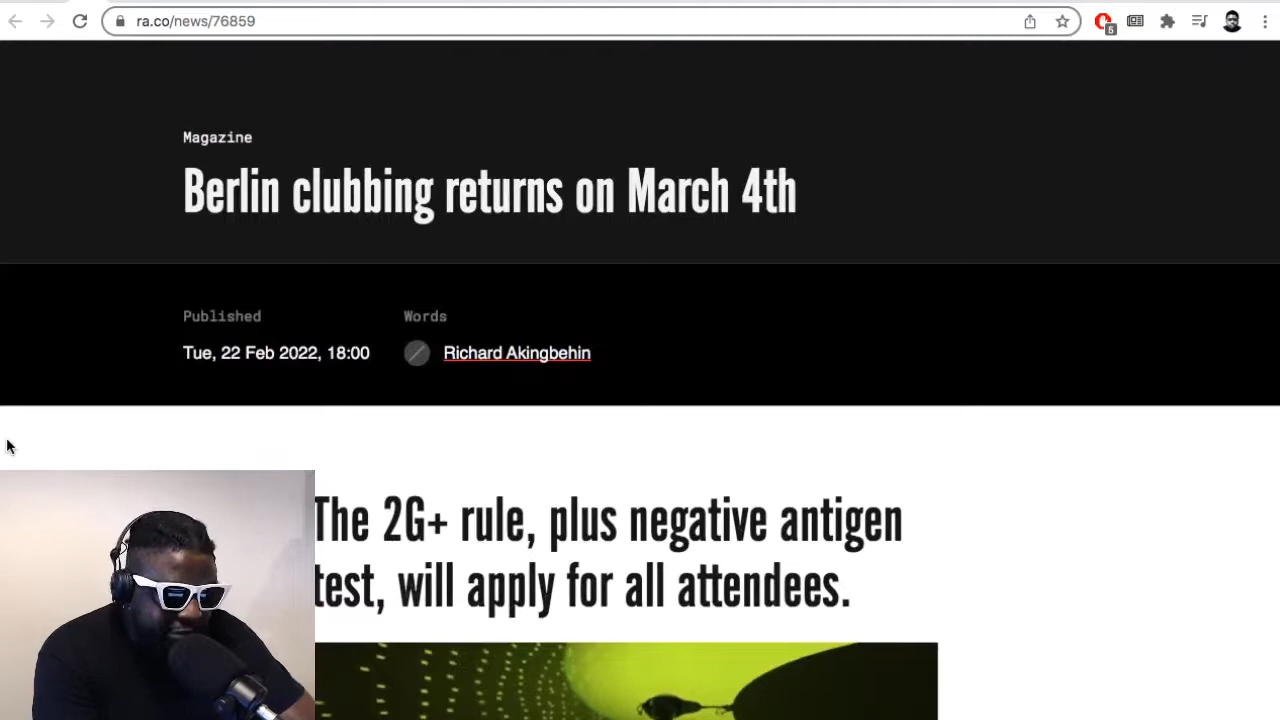 ra.co/news/76859
5
Magazine
Berlin clubbing returns on March 4th
Published
Words
Tue, 22 Feb 2022, 18:00
Richard Akingbehin
The 2G+ rule, plus negative antigen
test, will apply for all attendees.